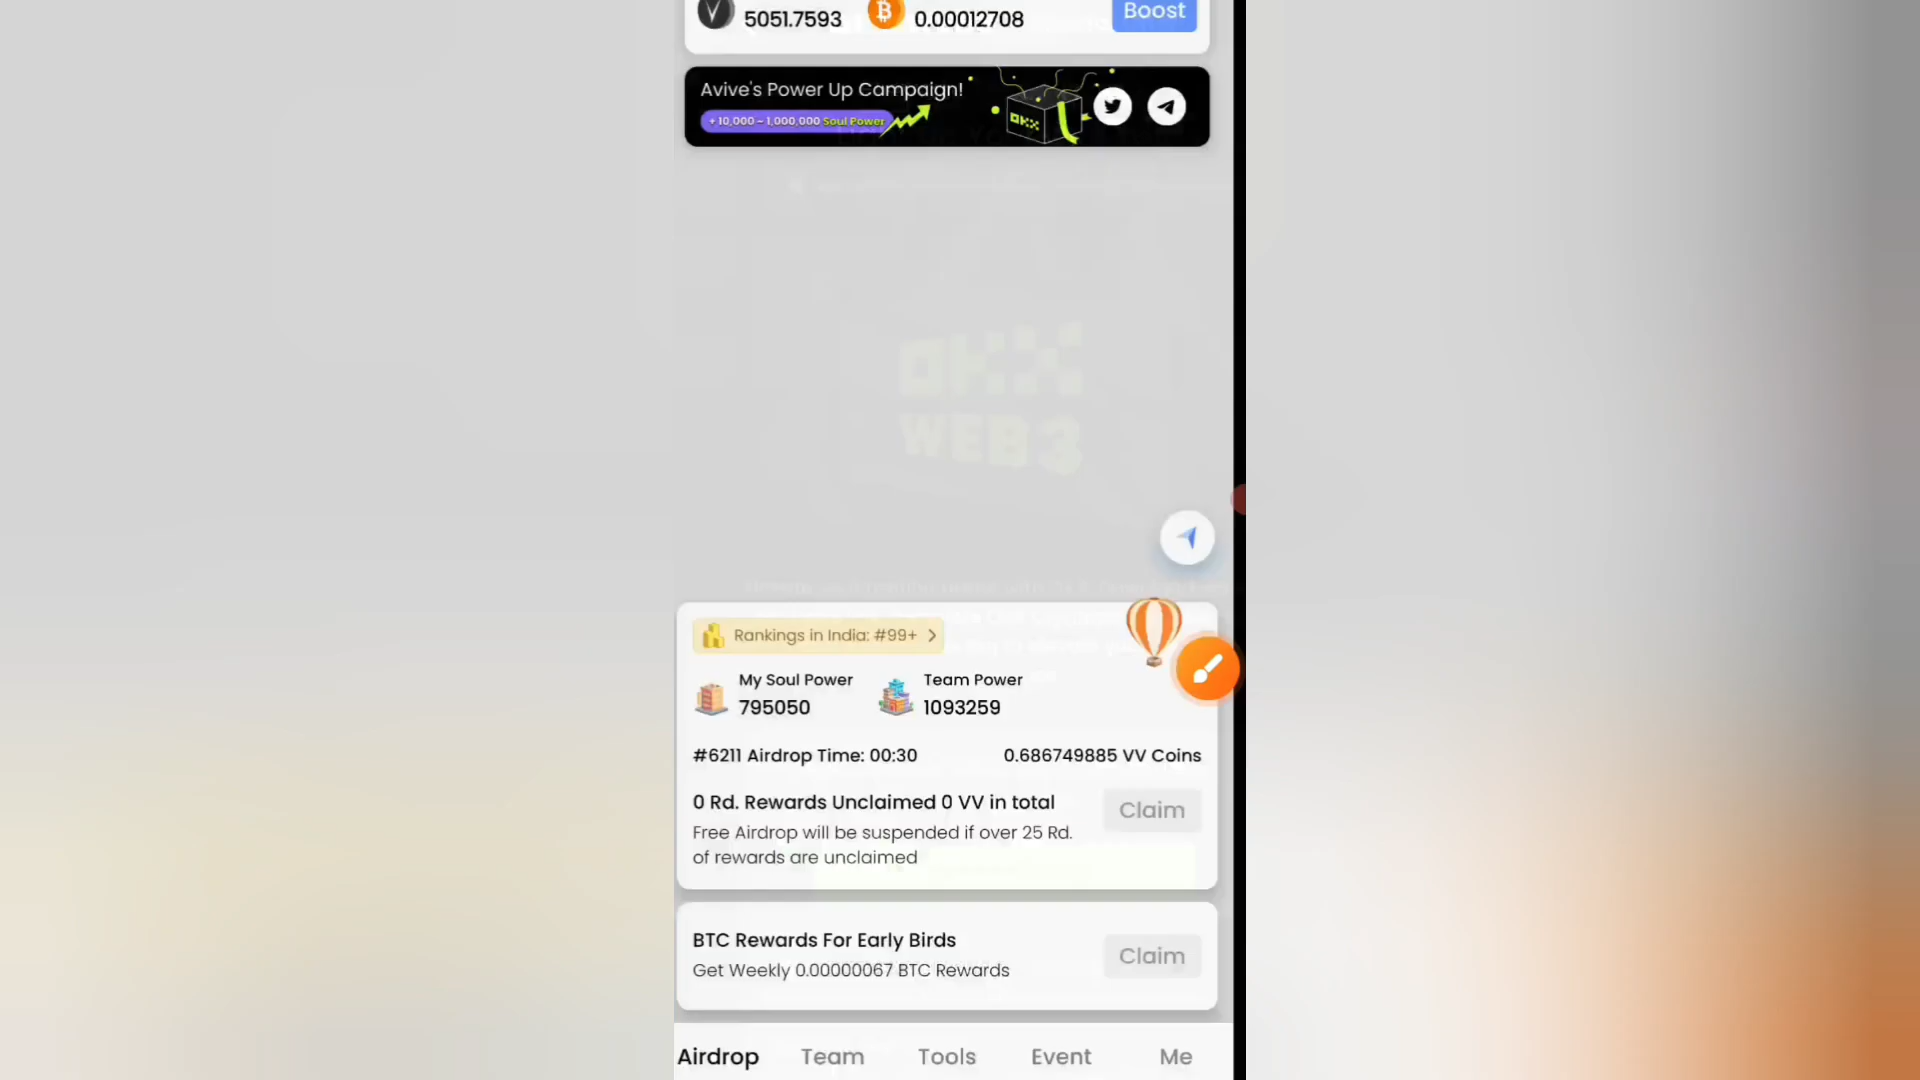 5051.7593 0.00012708 Boost
Avive's Power Up Campaign!
+10,000 – 1,000,000 Soul Power
OKX
OKX
WEB3
Rankings in India: #99+ >
My Soul Power Team Power
795050 1093259
#6211 Airdrop Time: 00:30 0.686749885 VV Coins
0 Rd. Rewards Unclaimed 0 VV in total Claim
Free Airdrop will be suspended if over 25 Rd.
of rewards are unclaimed
BTC Rewards For Early Birds Claim
Get Weekly 0.00000067 BTC Rewards
Airdrop Team Tools Event Me